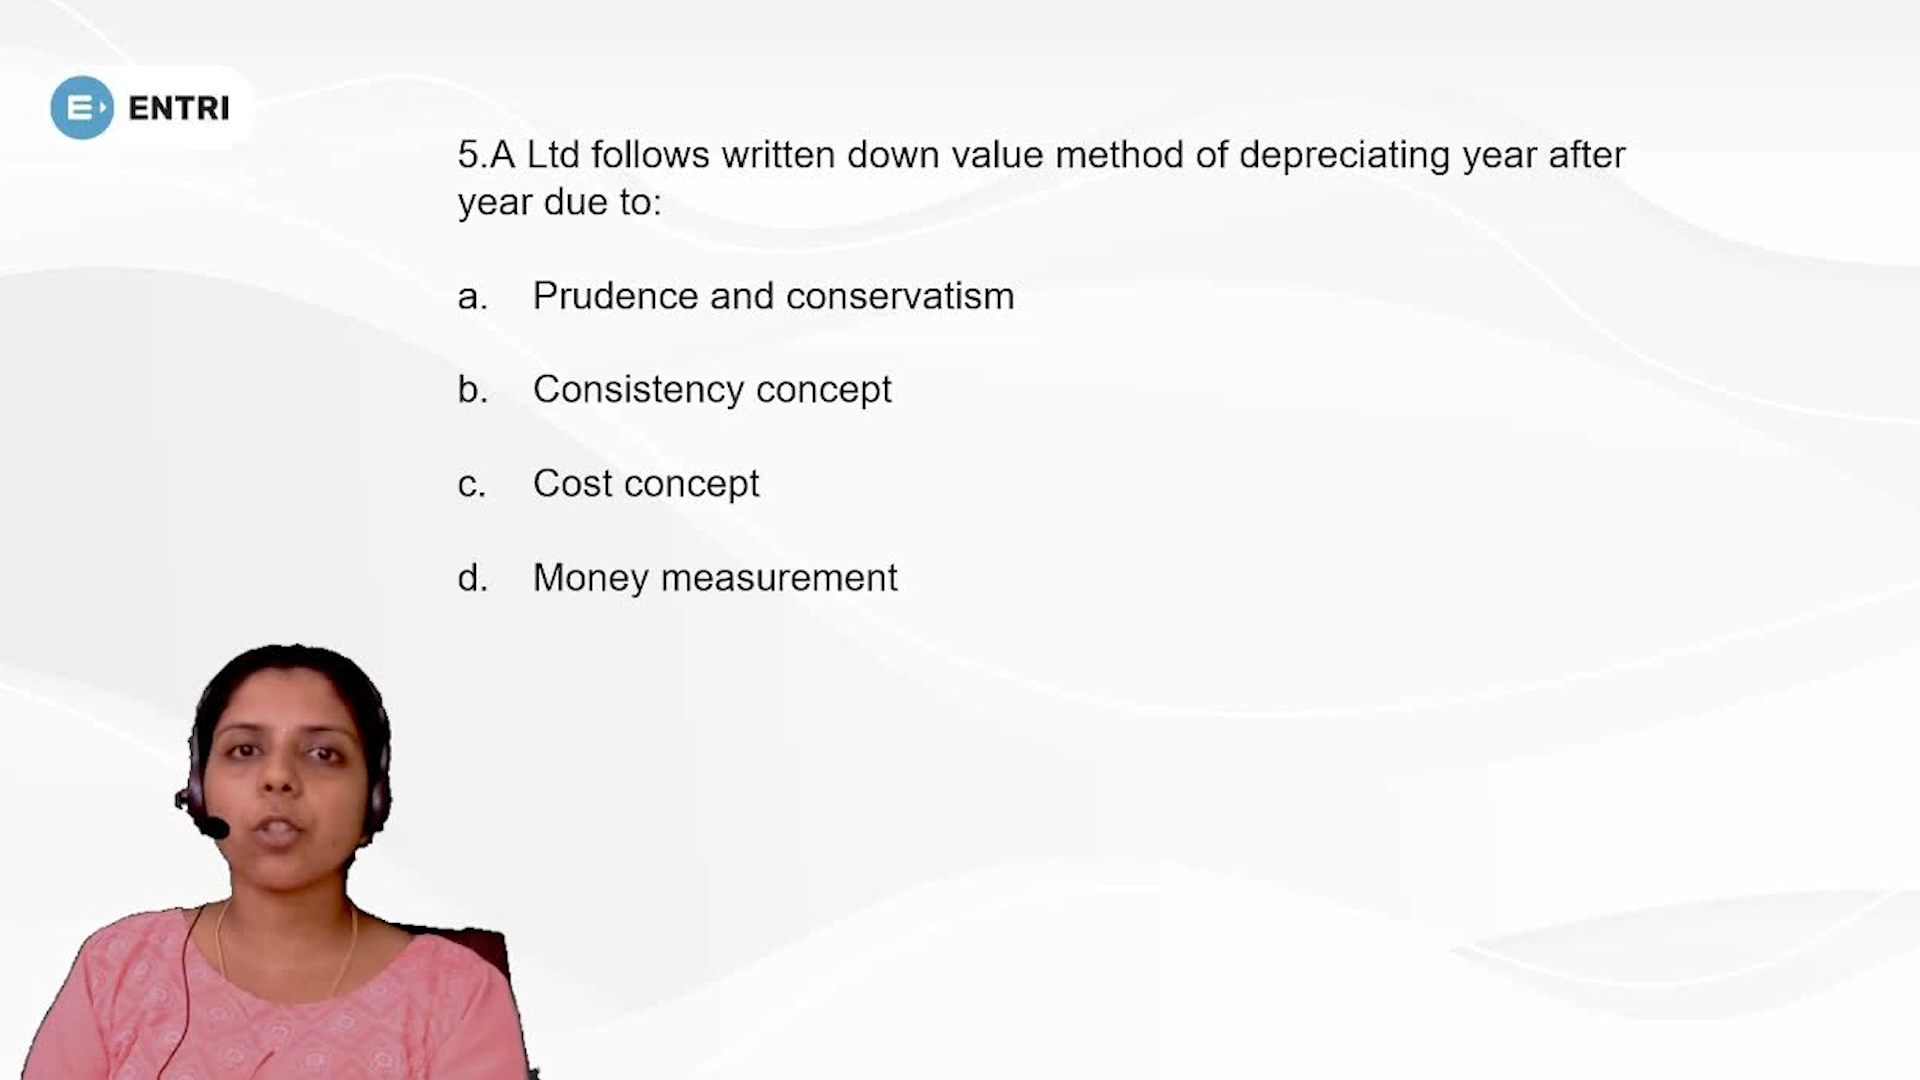 ENTRI
5.A Ltd follows written down value method of depreciating year after
year due to:
a. Prudence and conservatism
b. Consistency concept
c. Cost concept
d. Money measurement